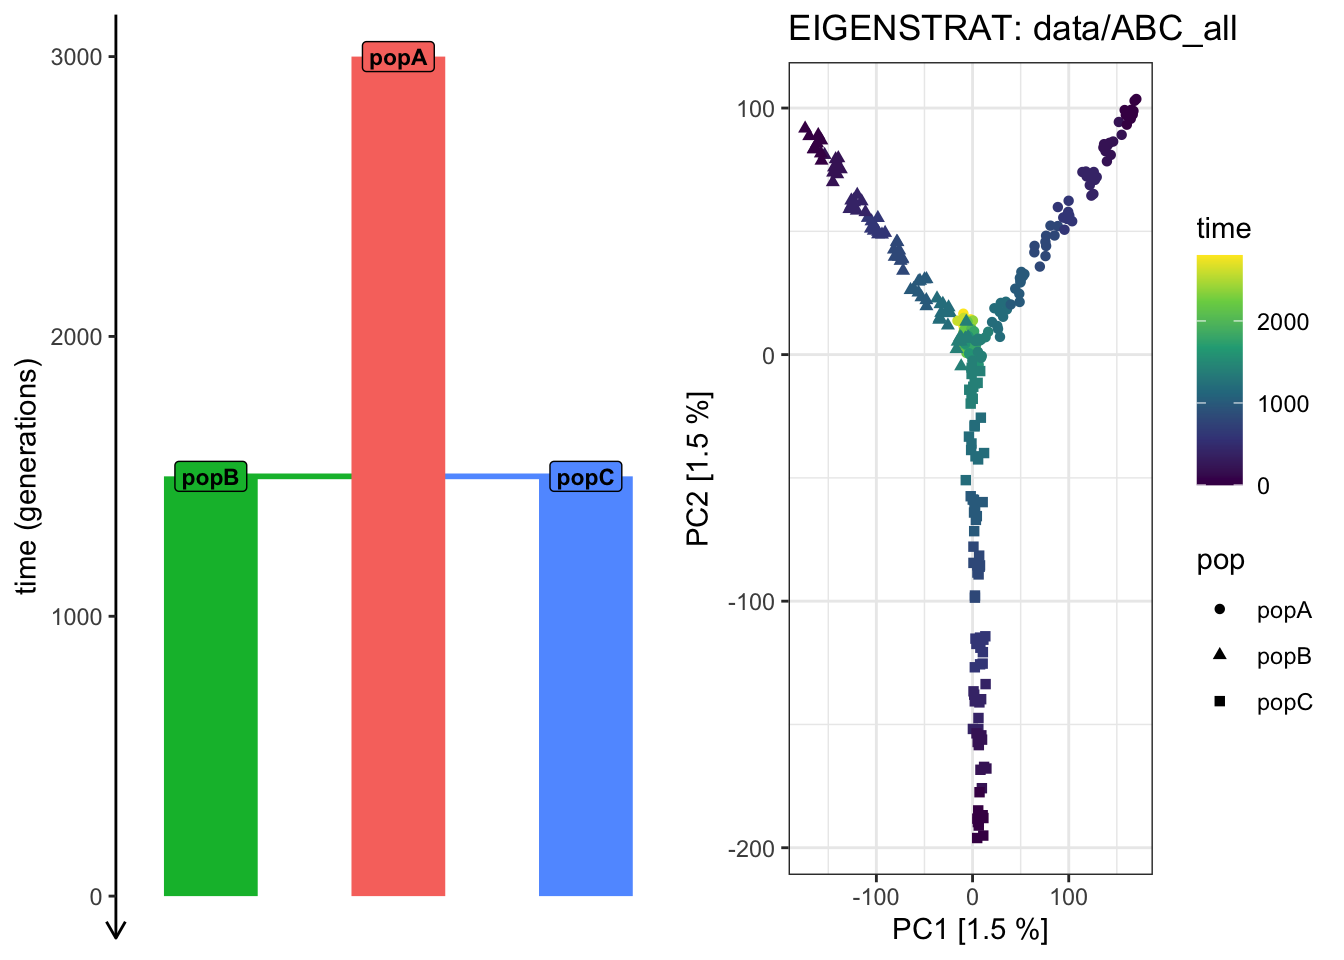 time (generations)
3000
2000
1000
0
popA
popB
popC
EIGENSTRAT: data/ABC_all
PC2 [1.5 %]
100
0
-100
-200
-100
0
100
PC1 [1.5 %]
time
2000
1000
0
pop
popA
popB
popC